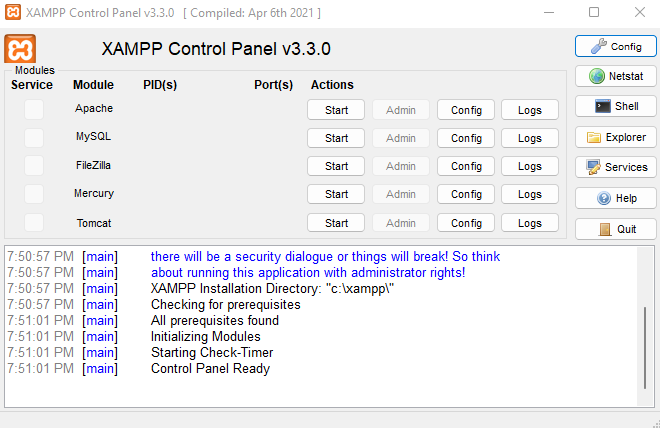 XAMPP Control Panel v3.3.0 [ Compiled: Apr 6th 2021 ]
XAMPP Control Panel v3.3.0
Config
Modules
Service Module PID(s) Port(s) Actions
Netstat
Apache Start Admin Config Logs
Shell
MySQL Start Admin Config Logs
Explorer
FileZilla Start Admin Config Logs
Services
Mercury Start Admin Config Logs
Help
Tomcat Start Admin Config Logs
Quit
7:50:57 PM [main] there will be a security dialogue or things will break! So think
7:50:57 PM [main] about running this application with administrator rights!
7:50:57 PM [main] XAMPP Installation Directory: "c:\xampp\"
7:50:57 PM [main] Checking for prerequisites
7:51:01 PM [main] All prerequisites found
7:51:01 PM [main] Initializing Modules
7:51:01 PM [main] Starting Check-Timer
7:51:01 PM [main] Control Panel Ready